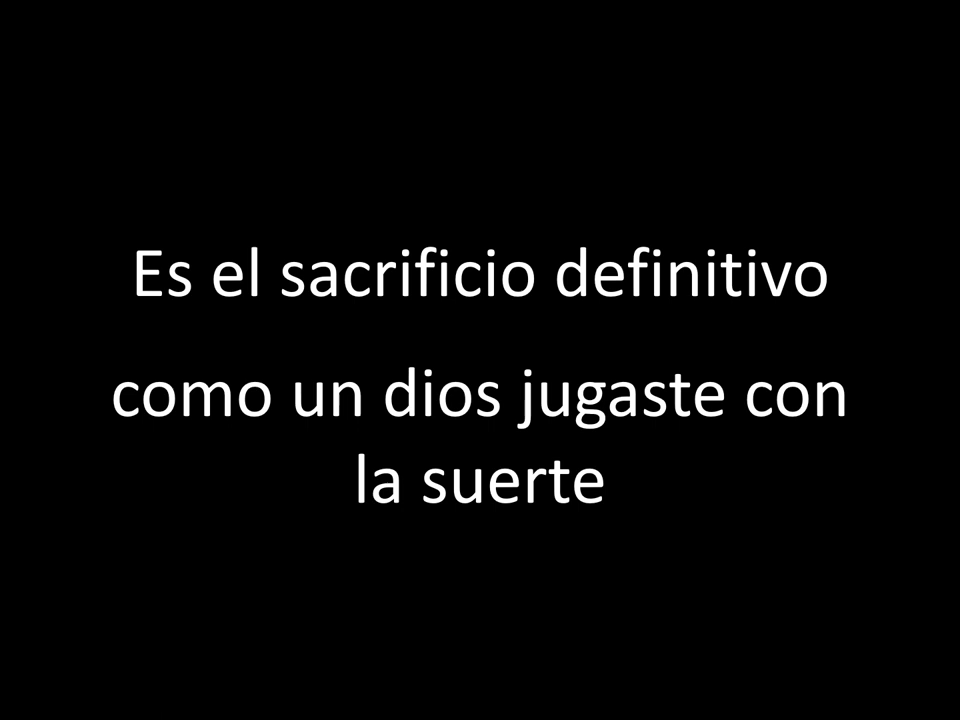 Es el sacrificio definitivo
como un dios jugaste con
la suerte